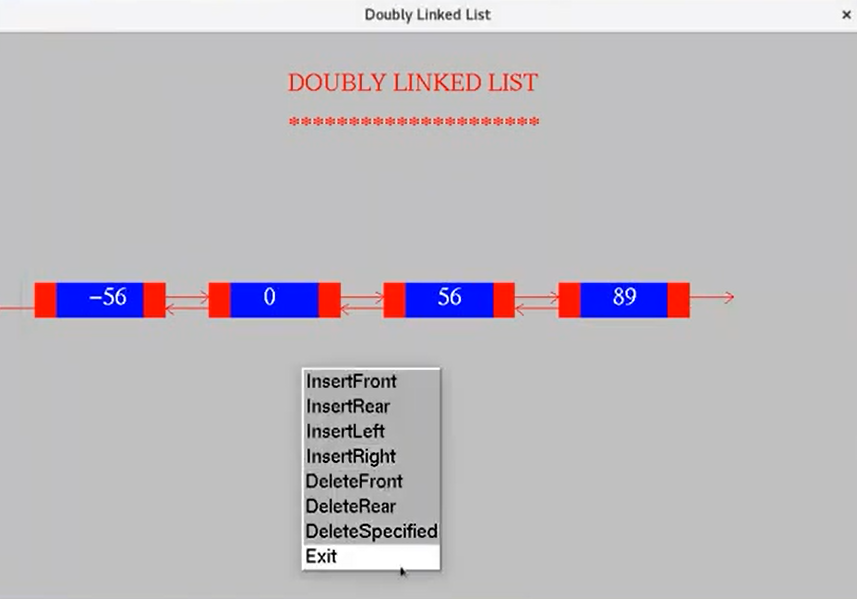 Doubly Linked List ×
DOUBLY LINKED LIST
*********************
−56 0 56 89
InsertFront
InsertRear
InsertLeft
InsertRight
DeleteFront
DeleteRear
DeleteSpecified
Exit